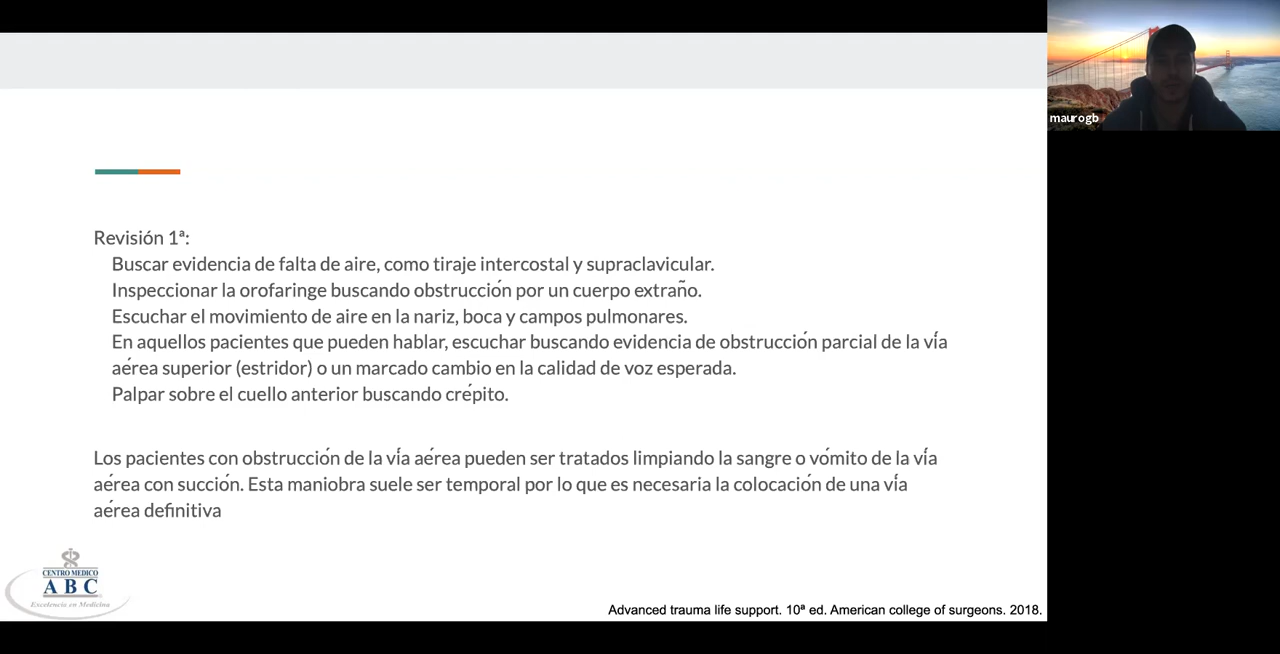 maurogb
Revisión 1ª:
Buscar evidencia de falta de aire, como tiraje intercostal y supraclavicular.
Inspeccionar la orofaringe buscando obstrucción por un cuerpo extraño.
Escuchar el movimiento de aire en la nariz, boca y campos pulmonares.
En aquellos pacientes que pueden hablar, escuchar buscando evidencia de obstrucción parcial de la vía
aérea superior (estridor) o un marcado cambio en la calidad de voz esperada.
Palpar sobre el cuello anterior buscando crépito.
Los pacientes con obstrucción de la vía aérea pueden ser tratados limpiando la sangre o vómito de la vía
aérea con succión. Esta maniobra suele ser temporal por lo que es necesaria la colocación de una vía
aérea definitiva
CENTRO MEDICO
ABC
Excelencia en Medicina
Advanced trauma life support. 10ª ed. American college of surgeons. 2018.